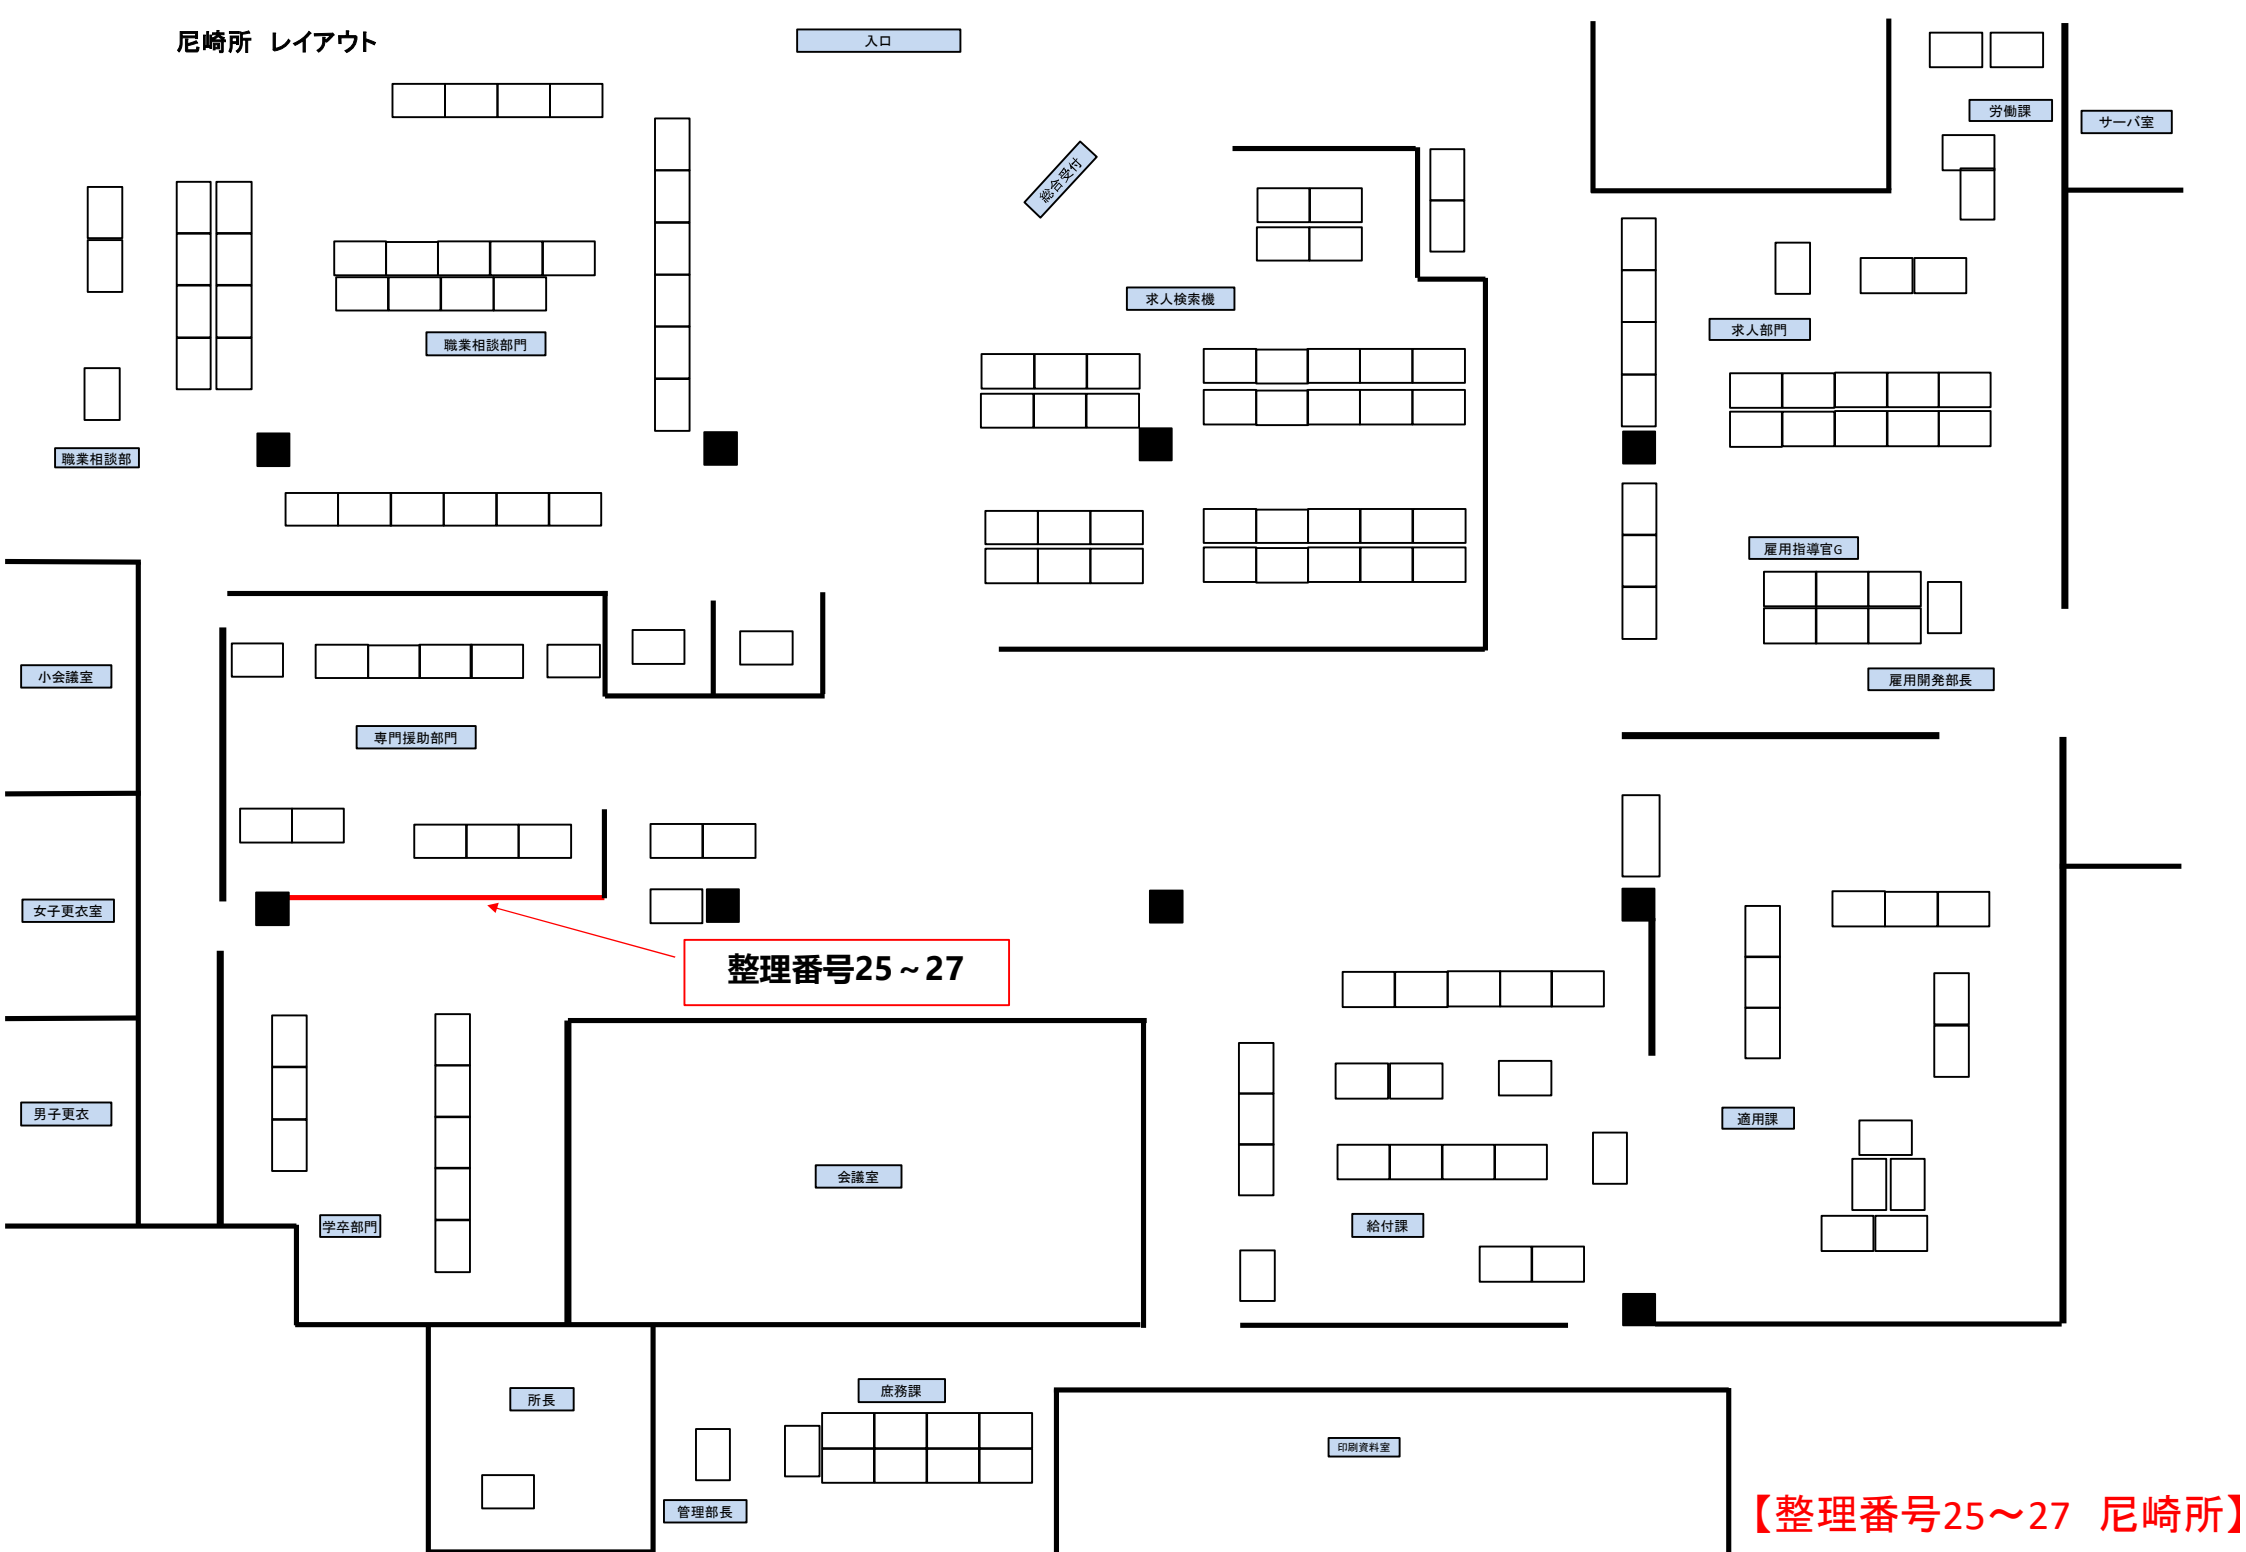 尼崎所 レイアウト
入口
労働課
サーバ室
総合受付
求人検索機
求人部門
職業相談部門
職業相談部
雇用指導官G
小会議室
雇用開発部長
専門援助部門
女子更衣室
整理番号25～27
男子更衣
適用課
会議室
学卒部門
給付課
所長
庶務課
印刷資料室
管理部長
【整理番号25～27 尼崎所】